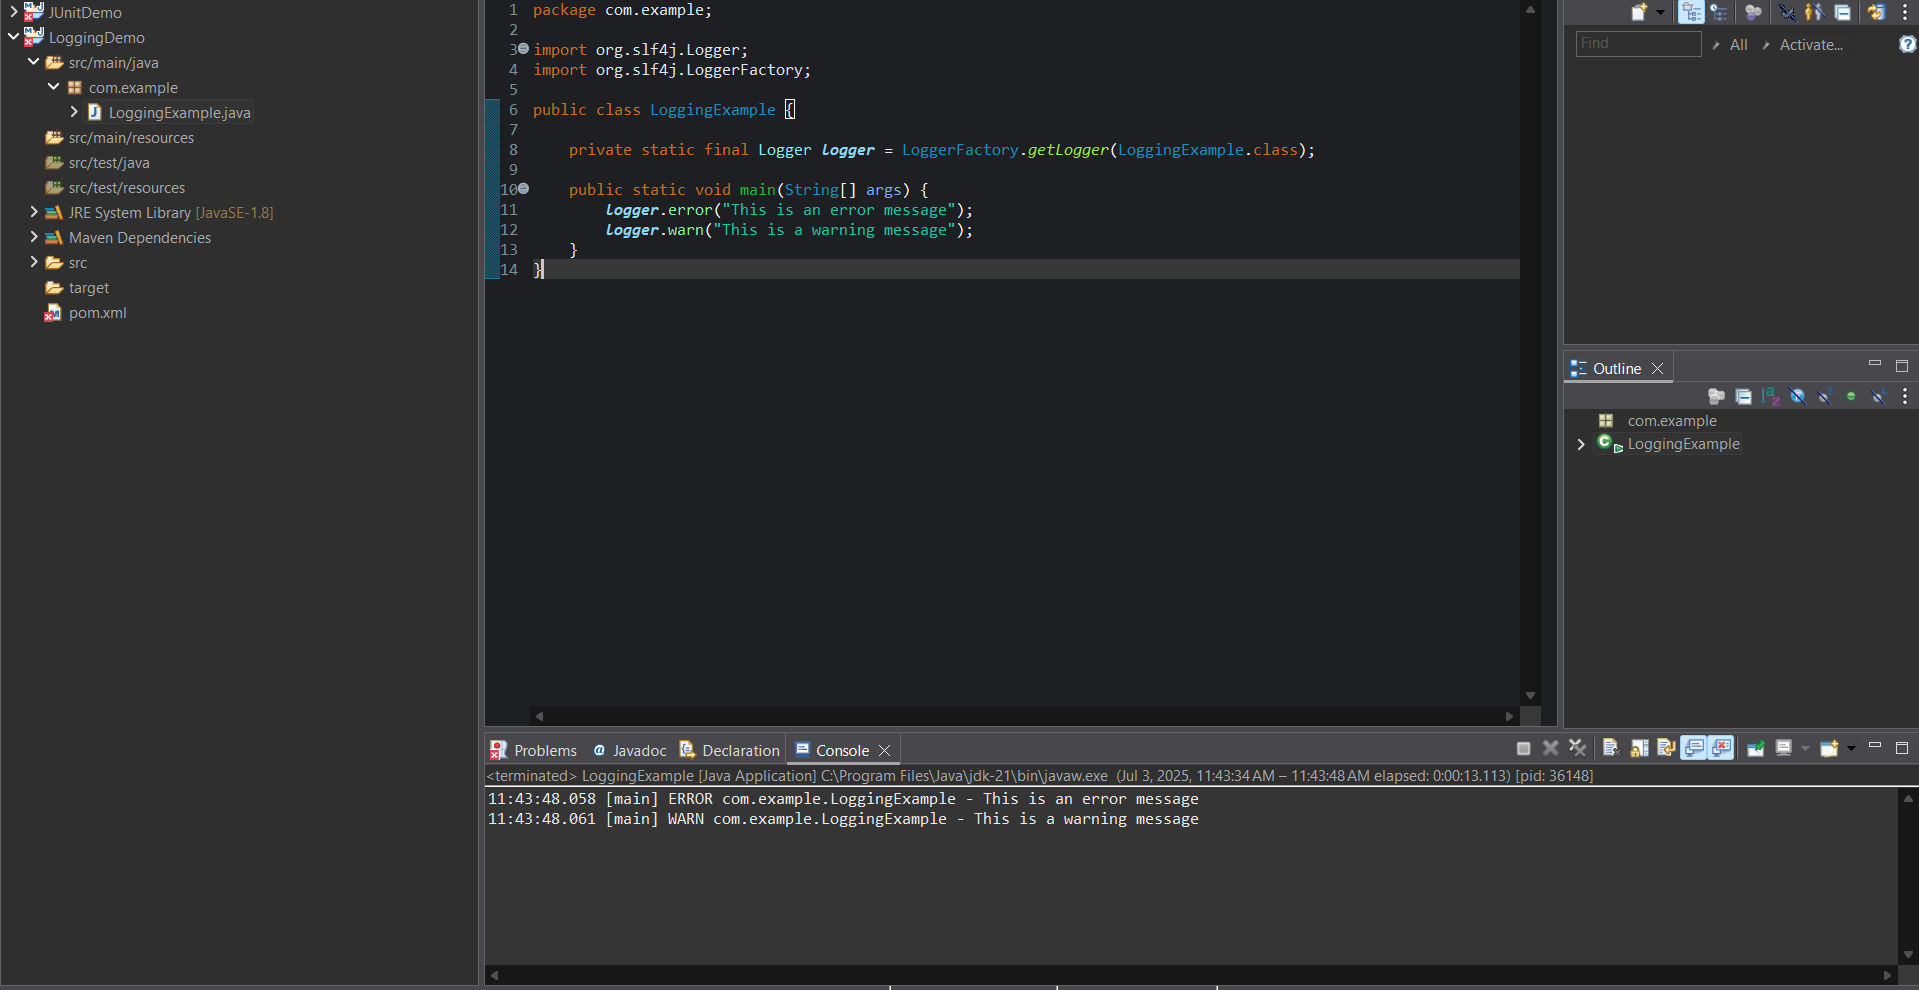 JUnitDemo
LoggingDemo
src/main/java
com.example
LoggingExample.java
src/main/resources
src/test/java
src/test/resources
JRE System Library [JavaSE-1.8]
Maven Dependencies
src
target
pom.xml
1 package com.example;
2
3 import org.slf4j.Logger;
4 import org.slf4j.LoggerFactory;
5
6 public class LoggingExample {
7
8     private static final Logger logger = LoggerFactory.getLogger(LoggingExample.class);
9
10     public static void main(String[] args) {
11         logger.error("This is an error message");
12         logger.warn("This is a warning message");
13     }
14 }
Find All Activate...
Outline
com.example
LoggingExample
Problems @ Javadoc Declaration Console
<terminated> LoggingExample [Java Application] C:\Program Files\Java\jdk-21\bin\javaw.exe (Jul 3, 2025, 11:43:34 AM – 11:43:48 AM elapsed: 0:00:13.113) [pid: 36148]
11:43:48.058 [main] ERROR com.example.LoggingExample - This is an error message
11:43:48.061 [main] WARN com.example.LoggingExample - This is a warning message